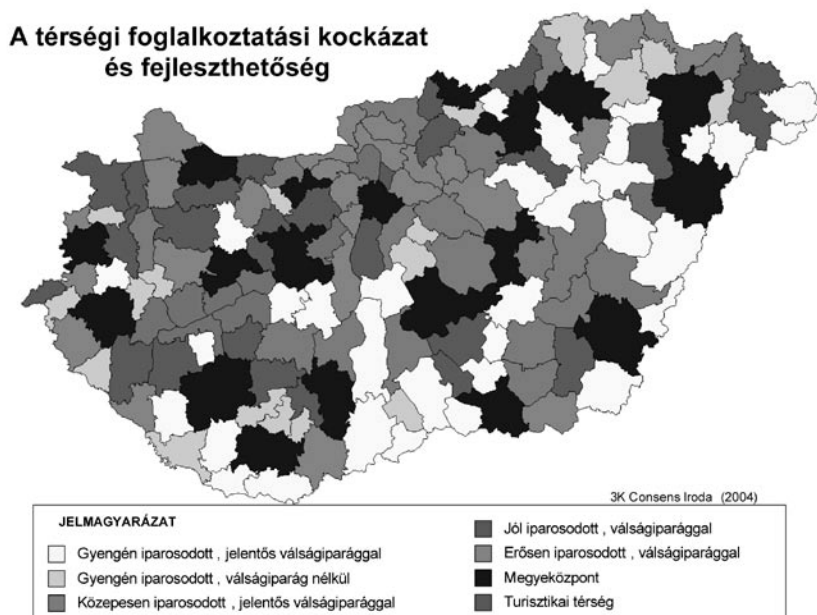 A térségi foglalkoztatási kockázat
és fejleszthetőség
3K Consens Iroda (2004)
JELMAGYARÁZAT
Gyengén iparosodott , jelentős válságiparággal
Gyengén iparosodott , válságiparág nélkül
Közepesen iparosodott , jelentős válságiparággal
Jól iparosodott , válságiparággal
Erősen iparosodott , válságiparággal
Megyeközpont
Turisztikai térség